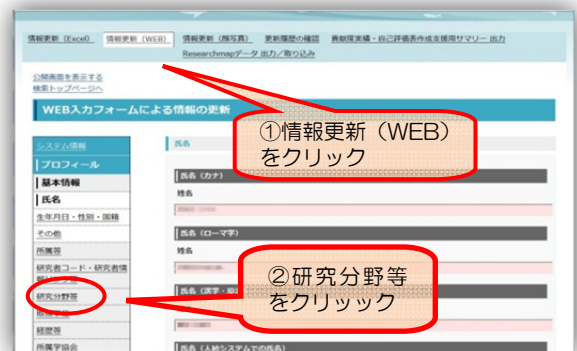 情報更新（Excel） 情報更新（WEB） 情報更新（顔写真） 更新履歴の確認 貢献度実績・自己評価表作成支援用サマリー 出力
Researchmapデータ 出力／取り込み
公開画面を表示する
検索トップページへ
WEB入力フォームによる情報の更新
①情報更新（WEB）
をクリック
システム情報
プロフィール
基本情報
氏名
生年月日・性別・国籍
その他
所属等
研究者コード・研究者情
研究分野等
経歴等
所属学協会
氏名
氏名（カナ）
姓名
氏名（ローマ字）
姓名
氏名（漢字・
②研究分野等
をクリッック
氏名（人給システムでの氏名）